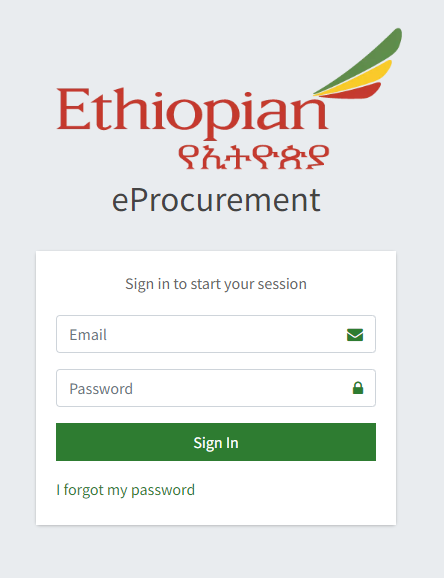 Ethiopian
የኢትዮጵያ
eProcurement
Sign in to start your session
Email
Password
Sign In
I forgot my password